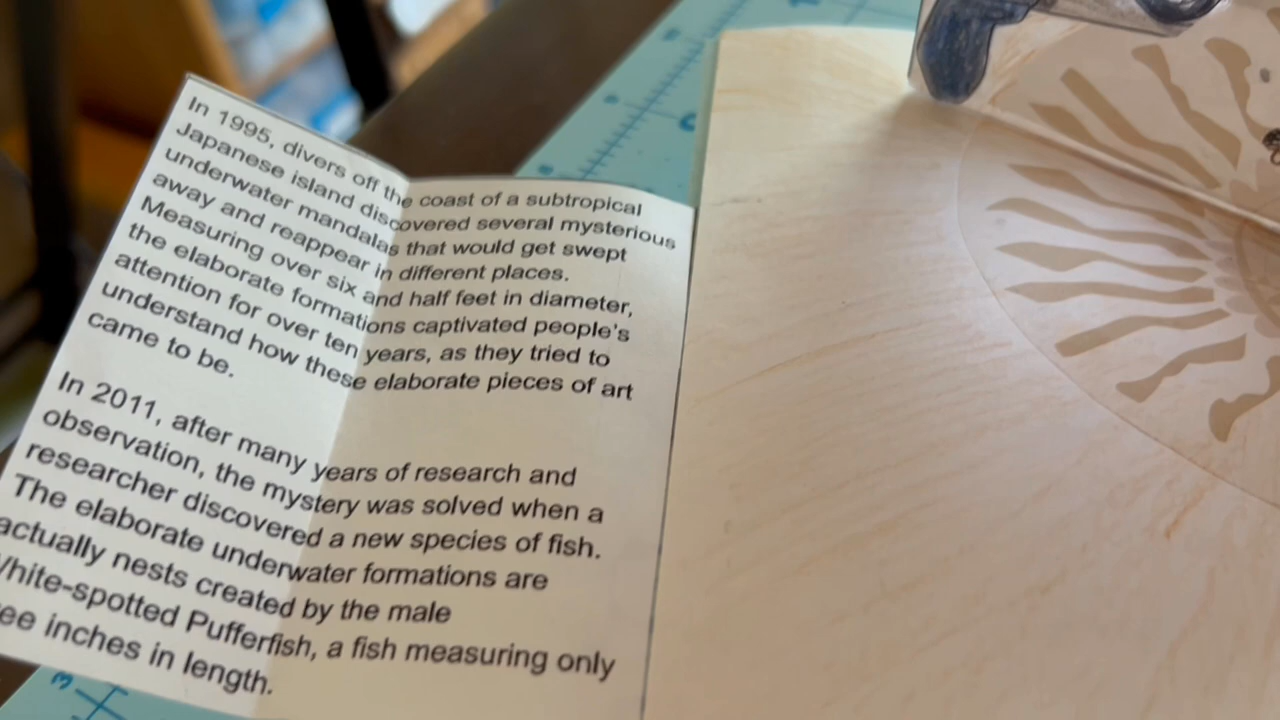 In 1995, divers off the coast of a subtropical
Japanese island discovered several mysterious
underwater mandalas that would get swept
away and reappear in different places.
Measuring over six and half feet in diameter,
the elaborate formations captivated people's
attention for over ten years, as they tried to
understand how these elaborate pieces of art
came to be.
In 2011, after many years of research and
observation, the mystery was solved when a
researcher discovered a new species of fish.
The elaborate underwater formations are
actually nests created by the male
White-spotted Pufferfish, a fish measuring only
ee inches in length.
3